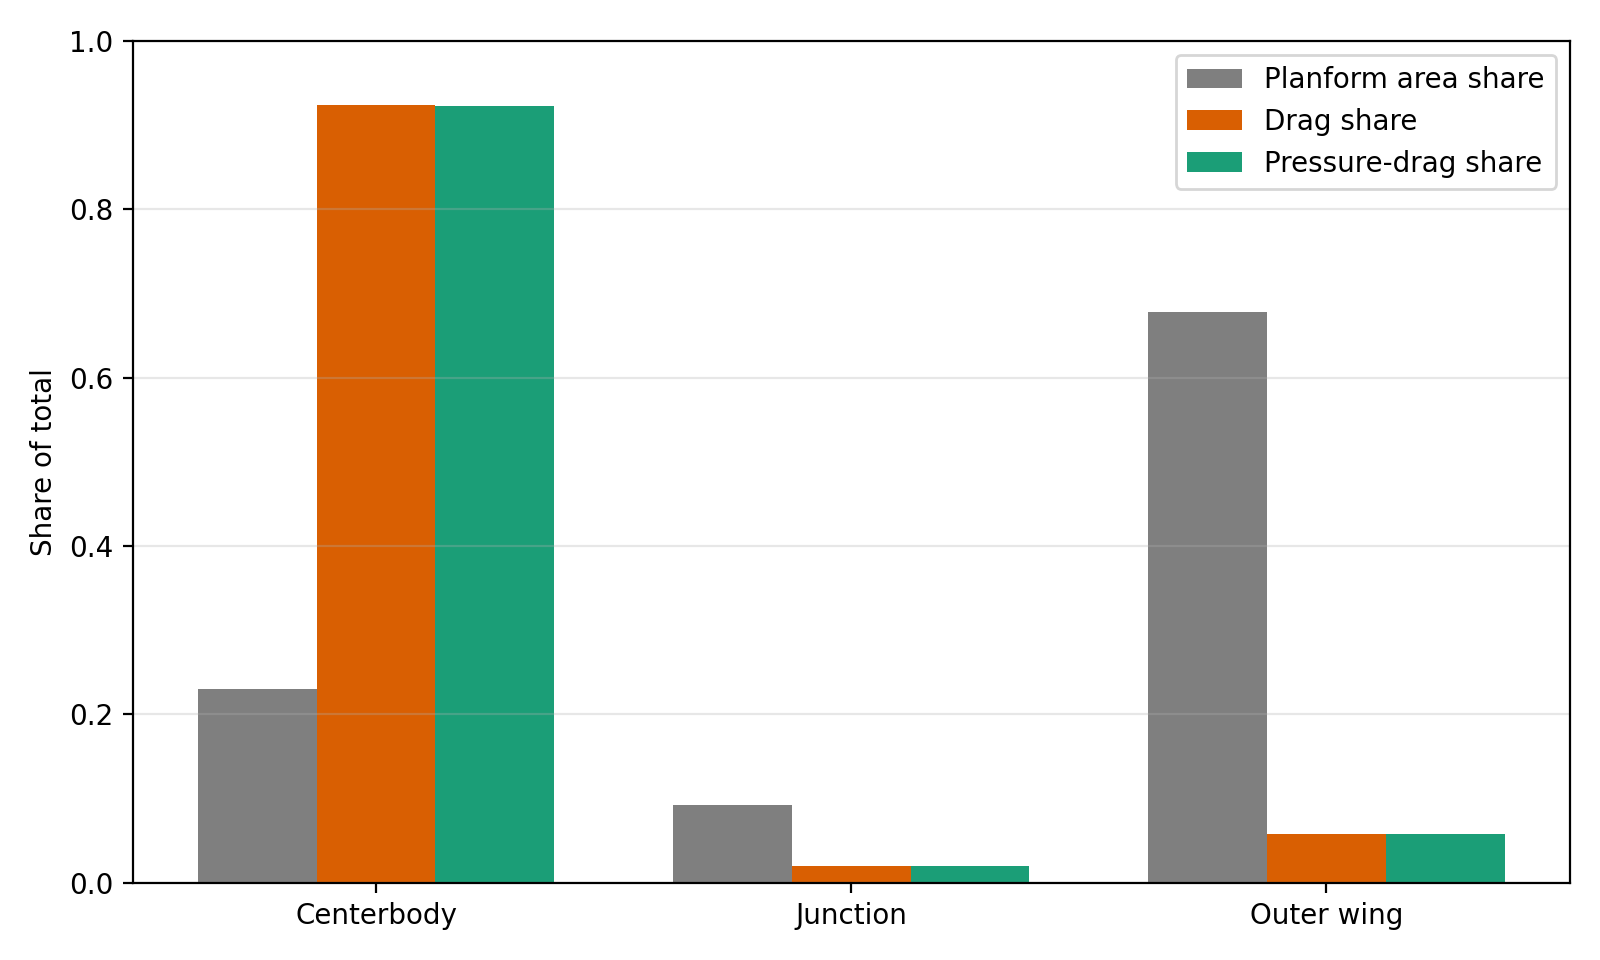 1.0
0.8
0.6
0.4
0.2
0.0
Share of total
Planform area share
Drag share
Pressure-drag share
Centerbody
Junction
Outer wing